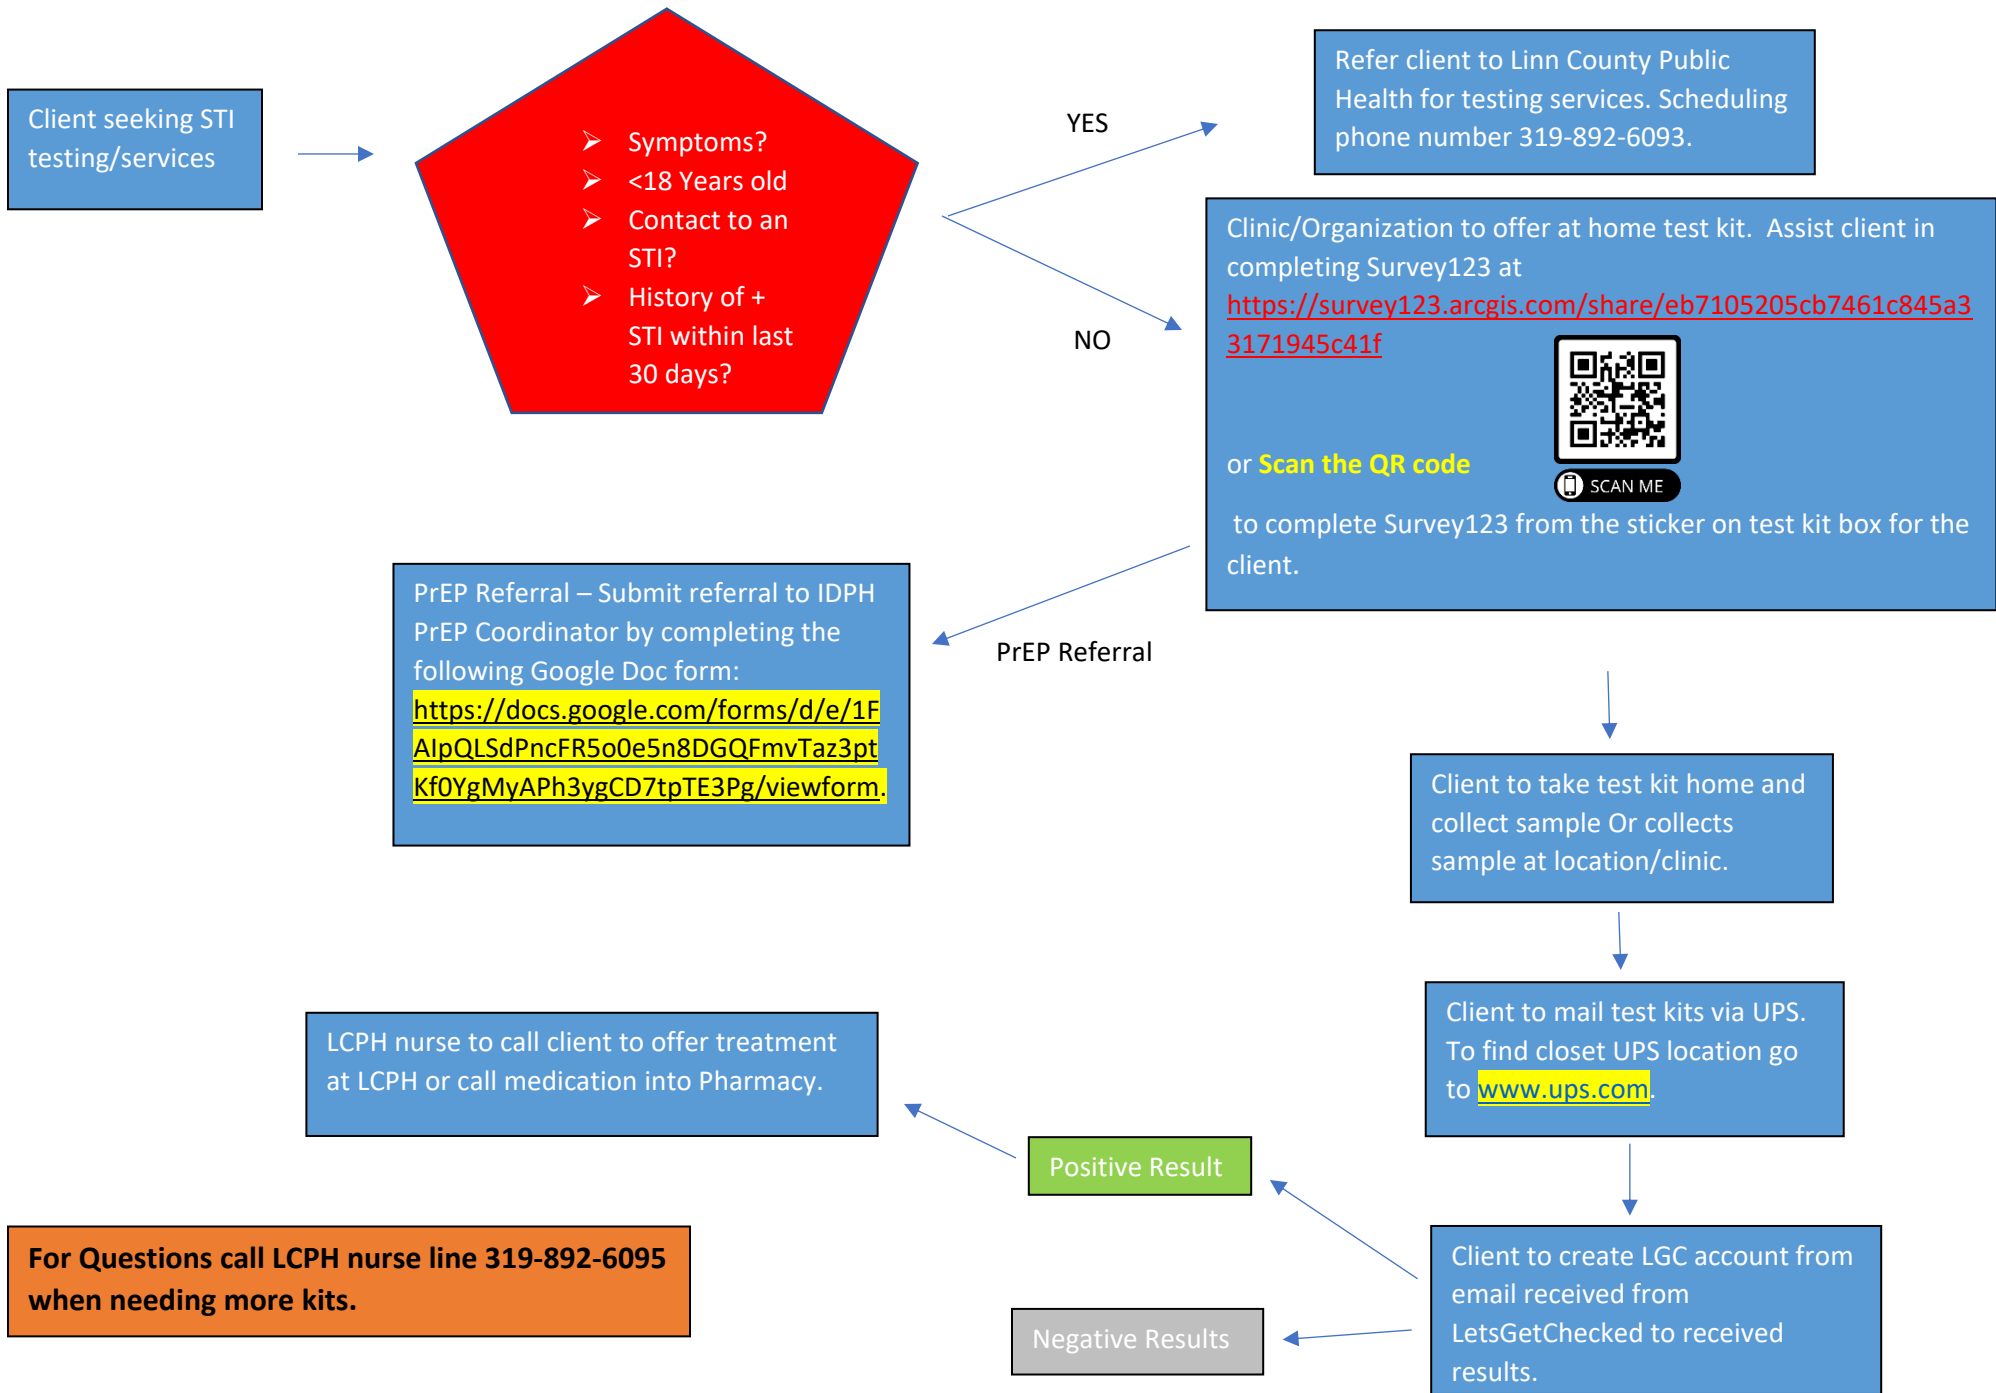 Client seeking STI
testing/services
➢ Symptoms?
➢ <18 Years old
➢ Contact to an
STI?
➢ History of +
STI within last
30 days?
YES
NO
Refer client to Linn County Public
Health for testing services. Scheduling
phone number 319-892-6093.
Clinic/Organization to offer at home test kit.  Assist client in
completing Survey123 at
https://survey123.arcgis.com/share/eb7105205cb7461c845a3
3171945c41f
or Scan the QR code
SCAN ME
to complete Survey123 from the sticker on test kit box for the
client.
PrEP Referral
PrEP Referral – Submit referral to IDPH
PrEP Coordinator by completing the
following Google Doc form:
https://docs.google.com/forms/d/e/1F
AIpQLSdPncFR5o0e5n8DGQFmvTaz3pt
Kf0YgMyAPh3ygCD7tpTE3Pg/viewform.
Client to take test kit home and
collect sample Or collects
sample at location/clinic.
Client to mail test kits via UPS.
To find closet UPS location go
to www.ups.com.
Client to create LGC account from
email received from
LetsGetChecked to received
results.
Positive Result
Negative Results
LCPH nurse to call client to offer treatment
at LCPH or call medication into Pharmacy.
For Questions call LCPH nurse line 319-892-6095
when needing more kits.